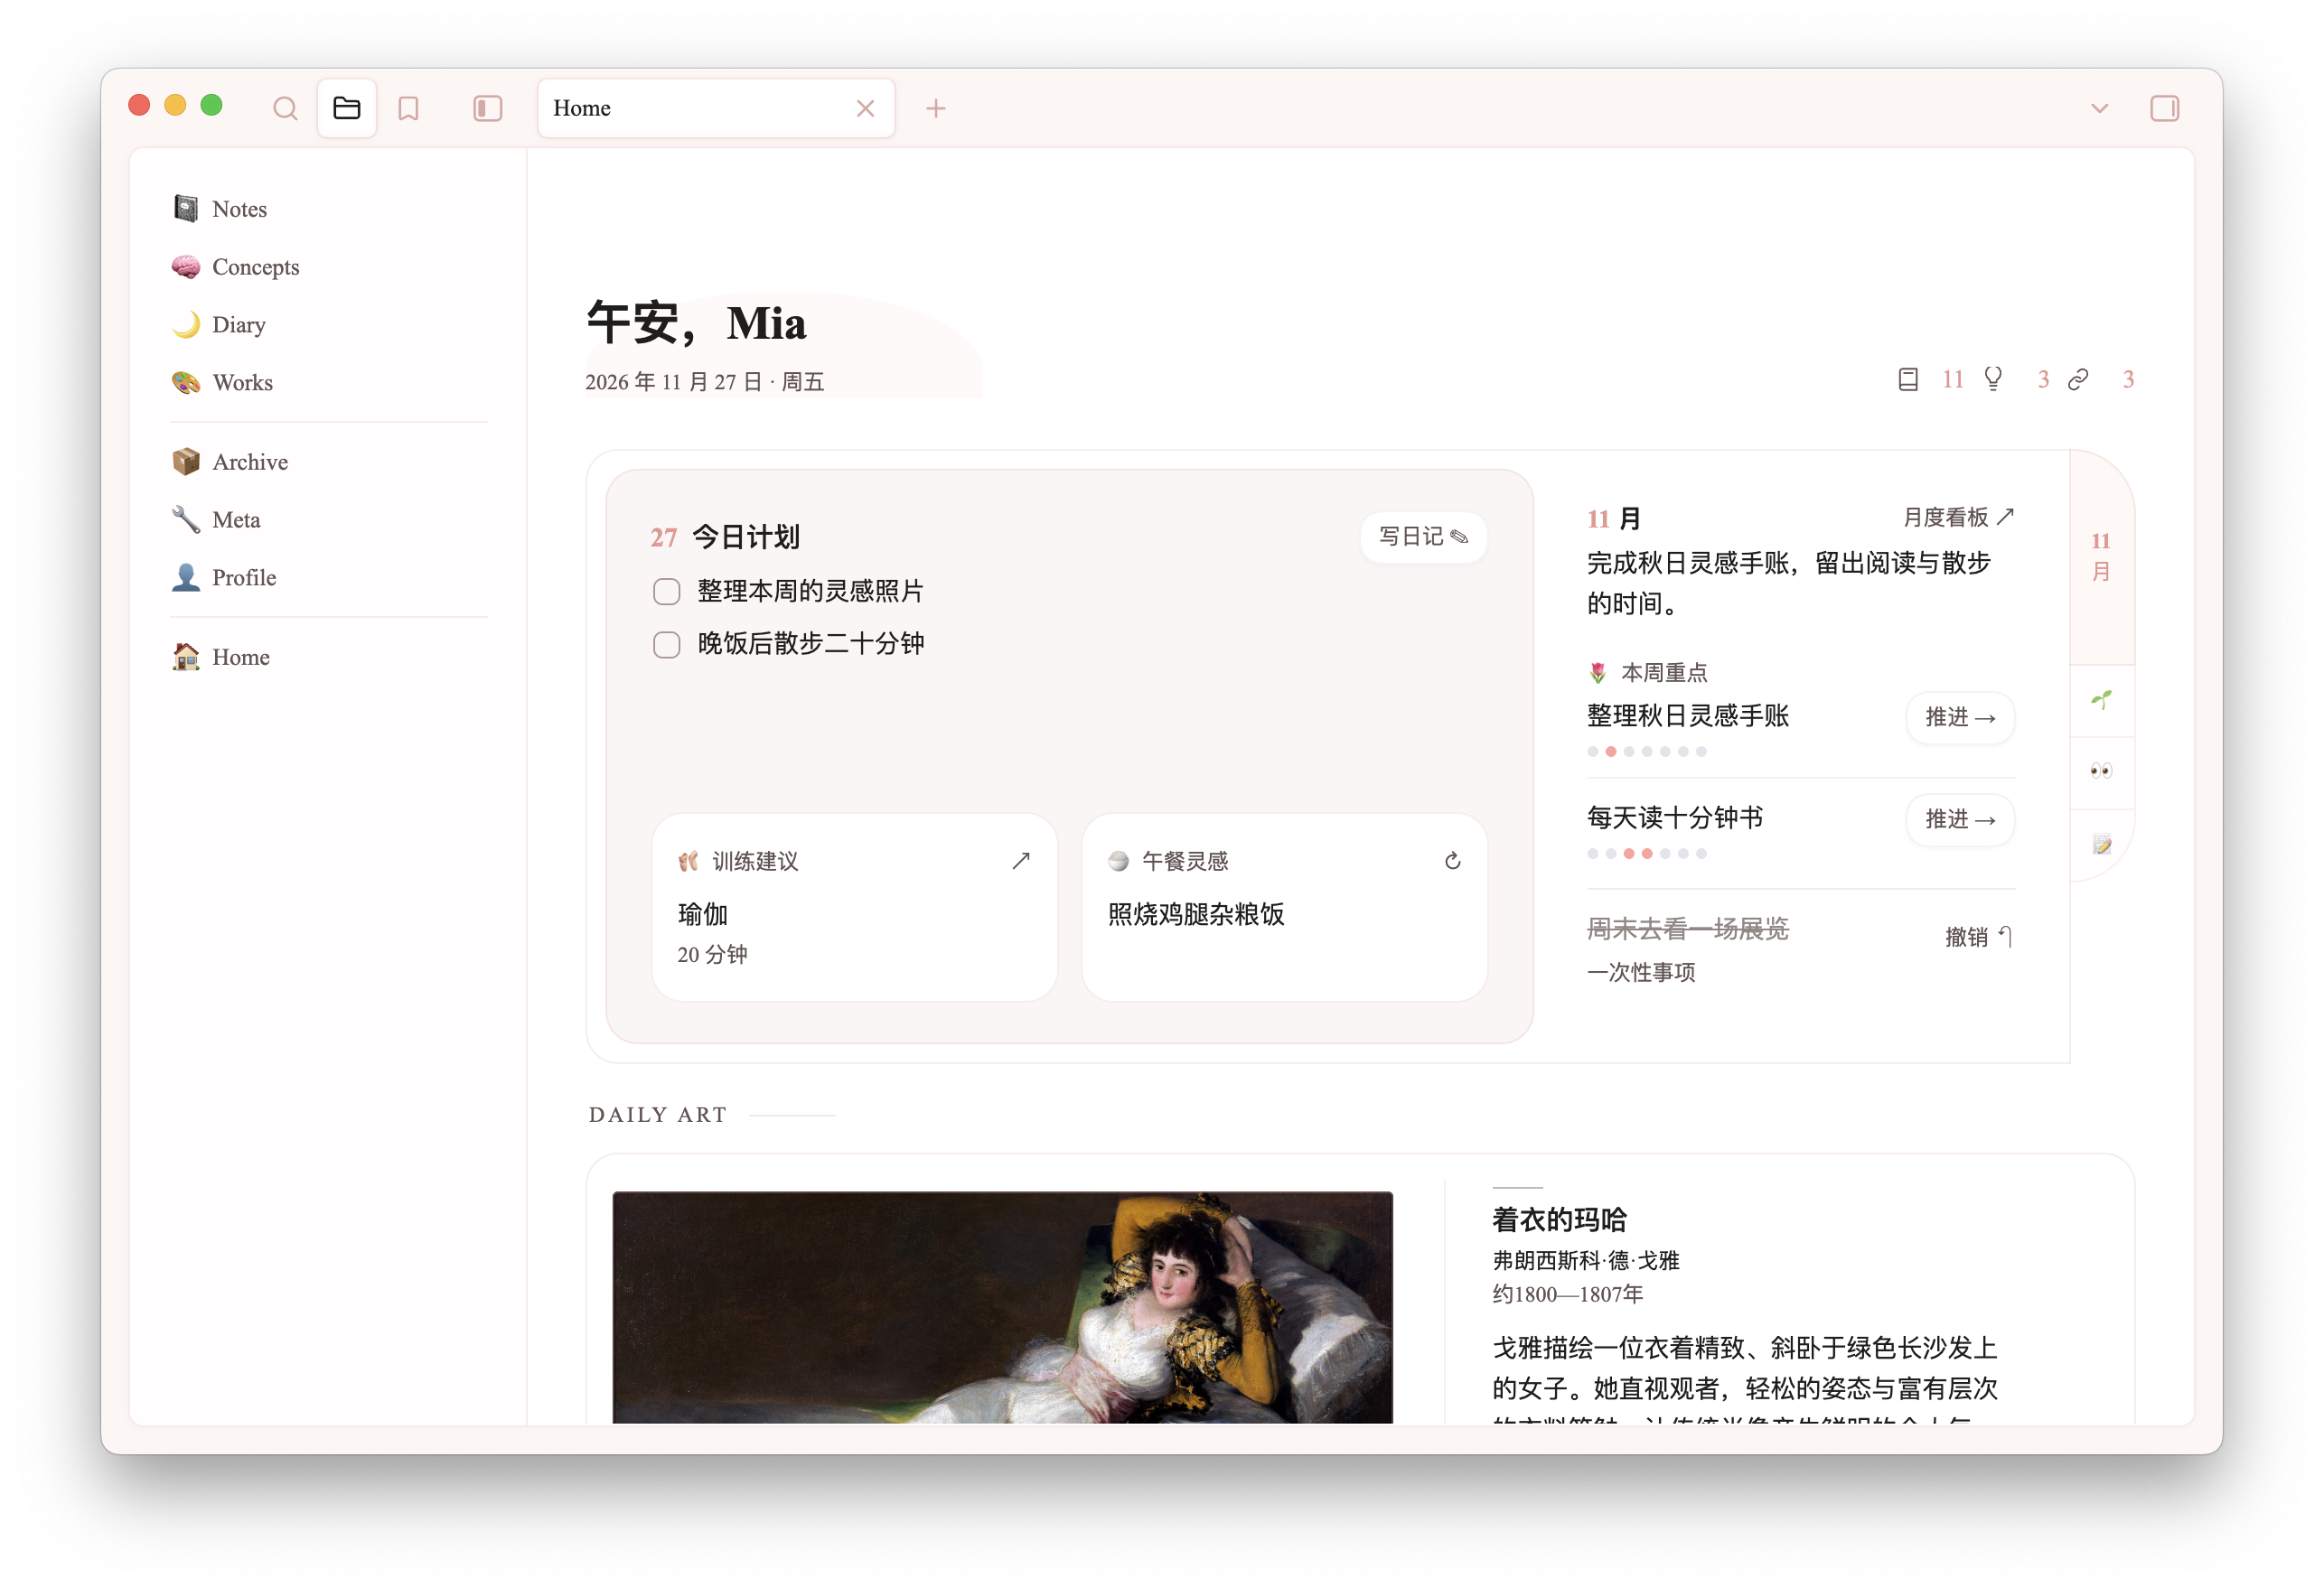 Home
Notes
Concepts
Diary
Works
Archive
Meta
Profile
Home
午安，Mia
2026 年 11 月 27 日 · 周五
11 3 3
27 今日计划
写日记 ✎
整理本周的灵感照片
晚饭后散步二十分钟
训练建议 ↗
瑜伽
20 分钟
午餐灵感 ↻
照烧鸡腿杂粮饭
11 月
月度看板 ↗
完成秋日灵感手账，留出阅读与散步
的时间。
本周重点
整理秋日灵感手账
推进 →
每天读十分钟书
推进 →
周末去看一场展览
撤销
一次性事项
11
月
DAILY ART
着衣的玛哈
弗朗西斯科·德·戈雅
约1800—1807年
戈雅描绘一位衣着精致、斜卧于绿色长沙发上
的女子。她直视观者，轻松的姿态与富有层次